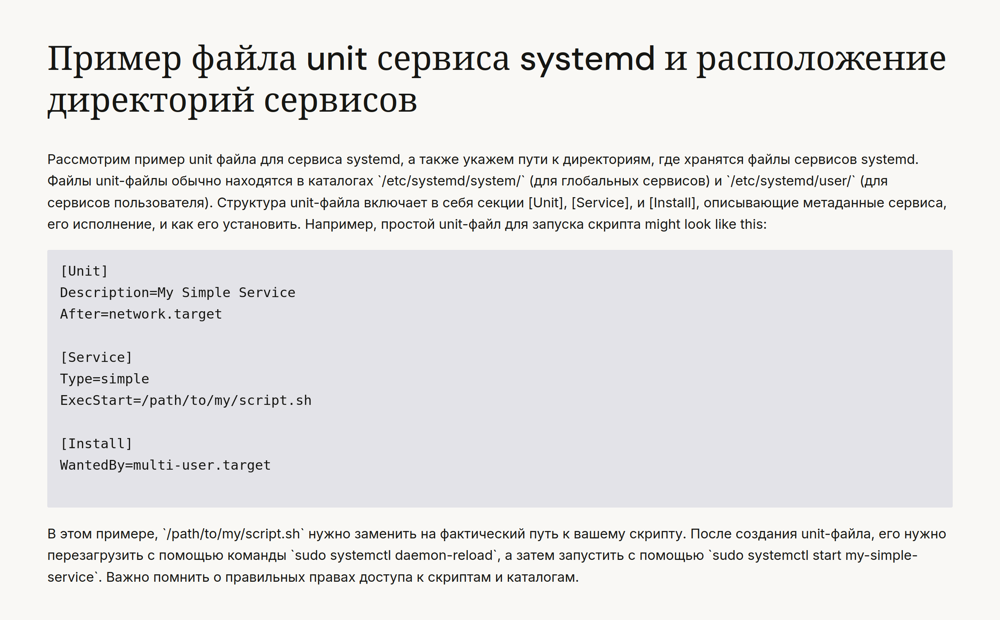 Пример файла unit сервиса systemd и расположение
директорий сервисов
Рассмотрим пример unit файла для сервиса systemd, а также укажем пути к директориям, где хранятся файлы сервисов systemd.
Файлы unit-файлы обычно находятся в каталогах `/etc/systemd/system/` (для глобальных сервисов) и `/etc/systemd/user/` (для
сервисов пользователя). Структура unit-файла включает в себя секции [Unit], [Service], и [Install], описывающие метаданные сервиса,
его исполнение, и как его установить. Например, простой unit-файл для запуска скрипта might look like this:
[Unit]
Description=My Simple Service
After=network.target
[Service]
Type=simple
ExecStart=/path/to/my/script.sh
[Install]
WantedBy=multi-user.target
В этом примере, `/path/to/my/script.sh` нужно заменить на фактический путь к вашему скрипту. После создания unit-файла, его нужно
перезагрузить с помощью команды `sudo systemctl daemon-reload`, а затем запустить с помощью `sudo systemctl start my-simple-
service`. Важно помнить о правильных правах доступа к скриптам и каталогам.